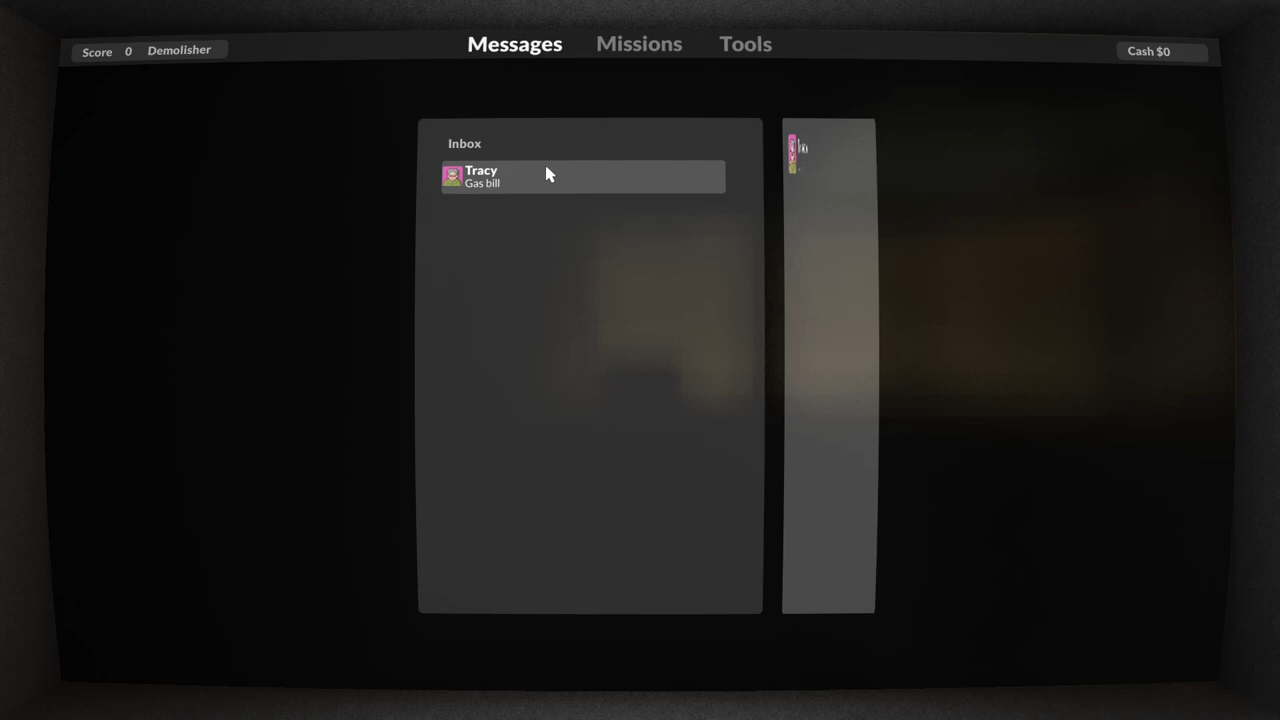 Score 0 Demolisher
Messages Missions Tools
Cash $0
Inbox
Tracy
Gas bill